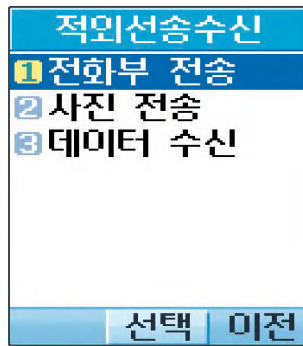 적외선송수신
1 전화부 전송
2 사진 전송
3 데이터 수신
선택 이전